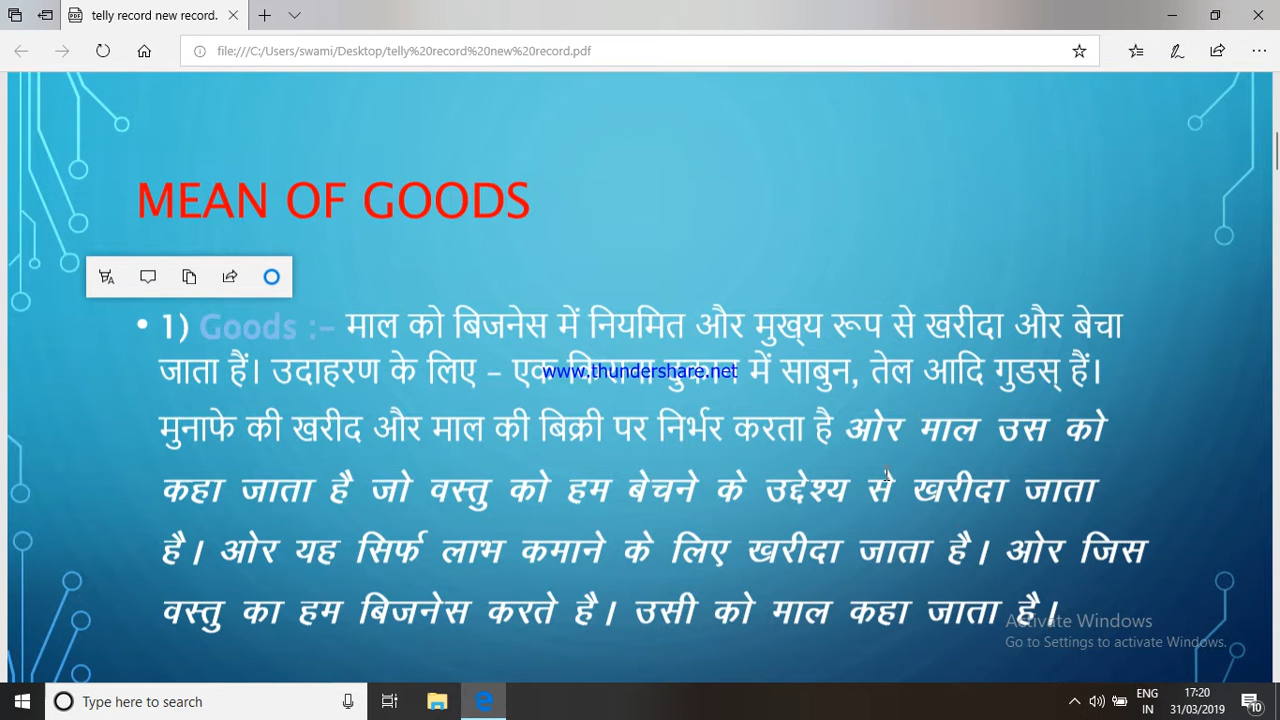 telly record new record.
file:///C:/Users/swami/Desktop/telly%20record%20new%20record.pdf
MEAN OF GOODS
• 1) Goods :– माल को बिजनेस में नियमित और मुख्य रूप से खरीदा और बेचा
जाता हैं। उदाहरण के लिए – एक में साबुन, तेल आदि गुडस् हैं।
www.thundershare.net
मुनाफे की खरीद और माल की बिक्री पर निर्भर करता है ओर माल उस को
कहा जाता है जो वस्तु को हम बेचने के उद्देश्य से खरीदा जाता
है। ओर यह सिर्फ लाभ कमाने के लिए खरीदा जाता है। ओर जिस
वस्तु का हम बिजनेस करते है। उसी को माल कहा जाता है।
Activate Windows
Go to Settings to activate Windows.
Type here to search
ENG
IN
17:20
31/03/2019
10